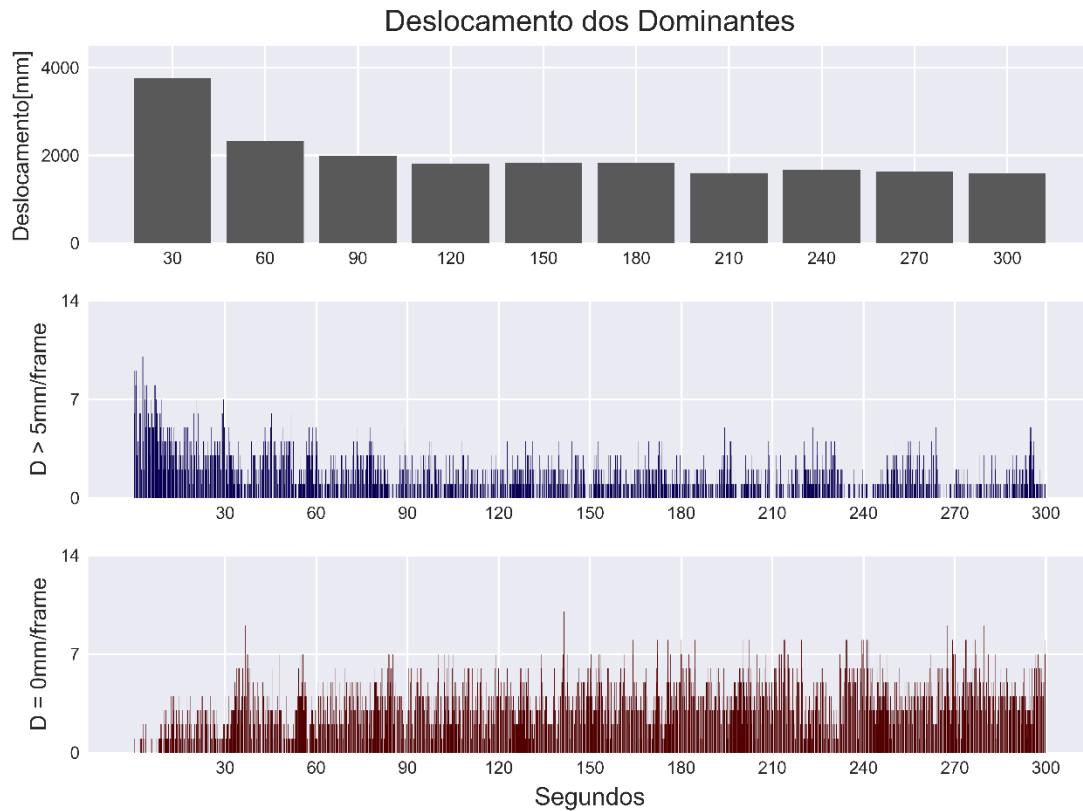 Deslocamento dos Dominantes
Deslocamento[mm]
4000
2000
0
30 60 90 120 150 180 210 240 270 300
D > 5mm/frame
14
7
0
30 60 90 120 150 180 210 240 270 300
D = 0mm/frame
14
7
0
30 60 90 120 150 180 210 240 270 300
Segundos